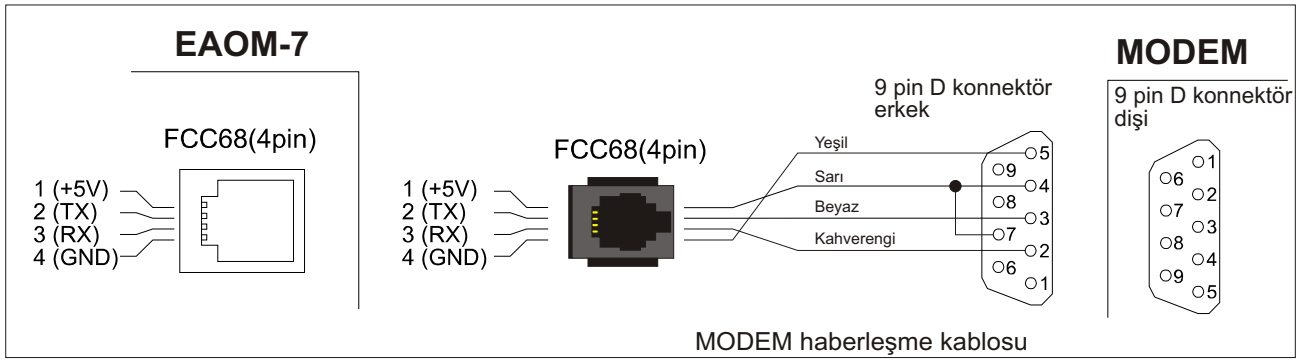 EAOM-7
FCC68(4pin)
1 (+5V)
2 (TX)
3 (RX)
4 (GND)
FCC68(4pin)
1 (+5V)
2 (TX)
3 (RX)
4 (GND)
Yeşil
Sarı
Beyaz
Kahverengi
9 pin D konnektör
erkek
5
9
4
8
3
7
2
6
1
MODEM
9 pin D konnektör
dişi
1
6
2
7
3
8
4
9
5
MODEM haberleşme kablosu